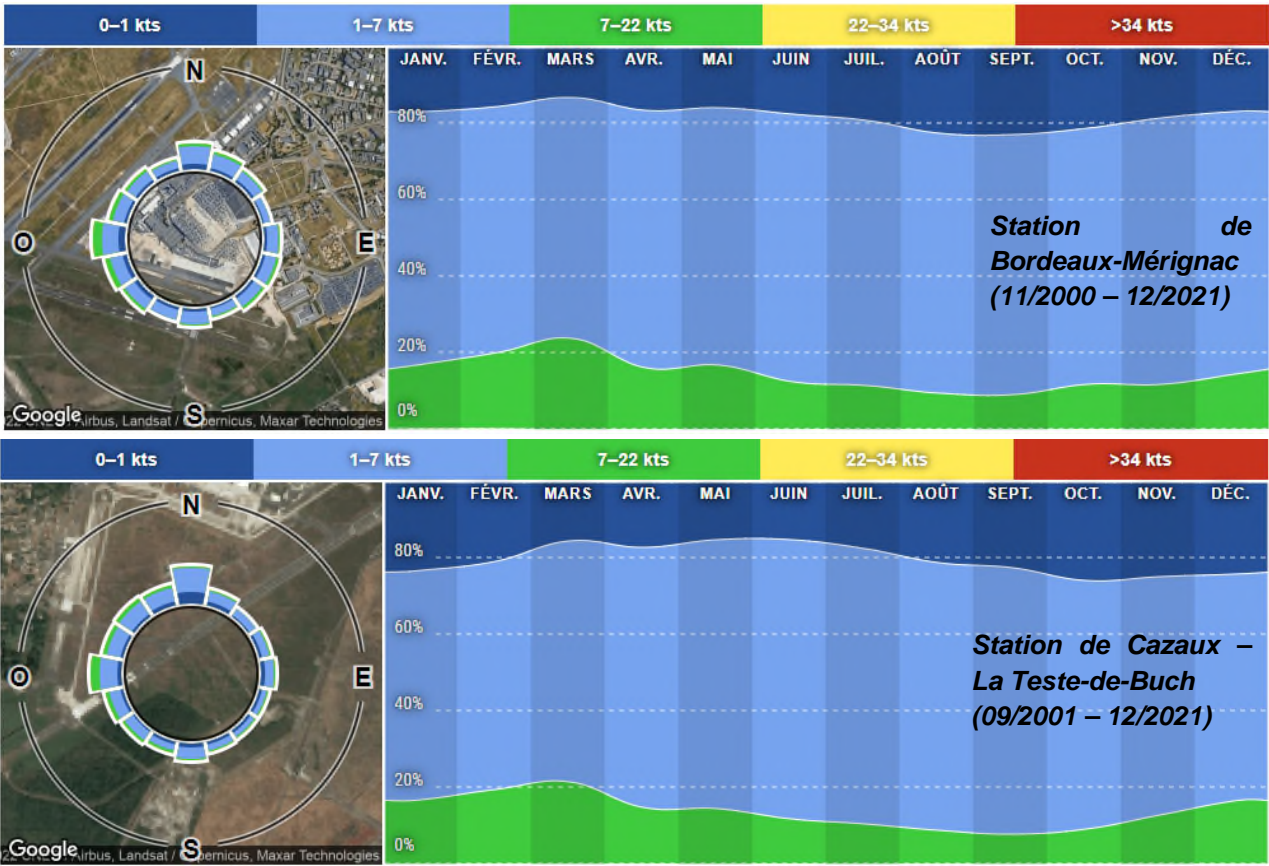 0–1 kts 1–7 kts 7–22 kts 22–34 kts >34 kts
N
O
E
S
Google
Airbus, Landsat / Copernicus, Maxar Technologies
JANV. FÉVR. MARS AVR. MAI JUIN JUIL. AOÛT SEPT. OCT. NOV. DÉC.
80%
60%
40%
20%
0%
Station de
Bordeaux-Mérignac
(11/2000 – 12/2021)
0–1 kts 1–7 kts 7–22 kts 22–34 kts >34 kts
N
O
E
S
Google
Airbus, Landsat / Copernicus, Maxar Technologies
JANV. FÉVR. MARS AVR. MAI JUIN JUIL. AOÛT SEPT. OCT. NOV. DÉC.
80%
60%
40%
20%
0%
Station de Cazaux –
La Teste-de-Buch
(09/2001 – 12/2021)